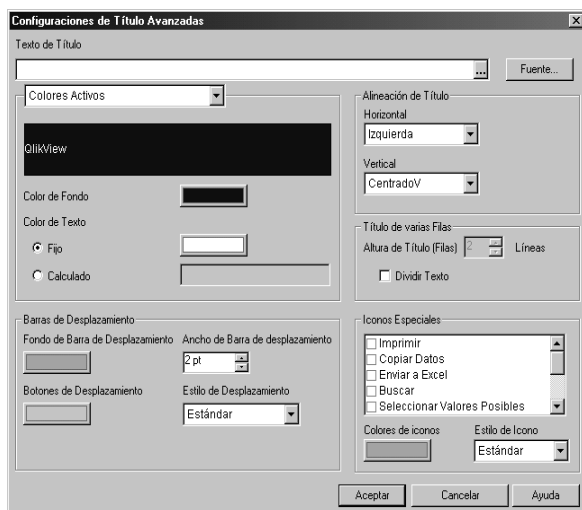 Configuraciones de Título Avanzadas
Texto de Título
... Fuente...
Colores Activos
QlikView
Color de Fondo
Color de Texto
Fijo
Calculado
Alineación de Título
Horizontal
Izquierda
Vertical
CentradoV
Título de varias Filas
Altura de Título (Filas) 2 Líneas
Dividir Texto
Barras de Desplazamiento
Fondo de Barra de Desplazamiento Ancho de Barra de desplazamiento
2 pt
Botones de Desplazamiento Estilo de Desplazamiento
Estándar
Iconos Especiales
Imprimir
Copiar Datos
Enviar a Excel
Buscar
Seleccionar Valores Posibles
Colores de iconos Estilo de Icono
Estándar
Aceptar Cancelar Ayuda